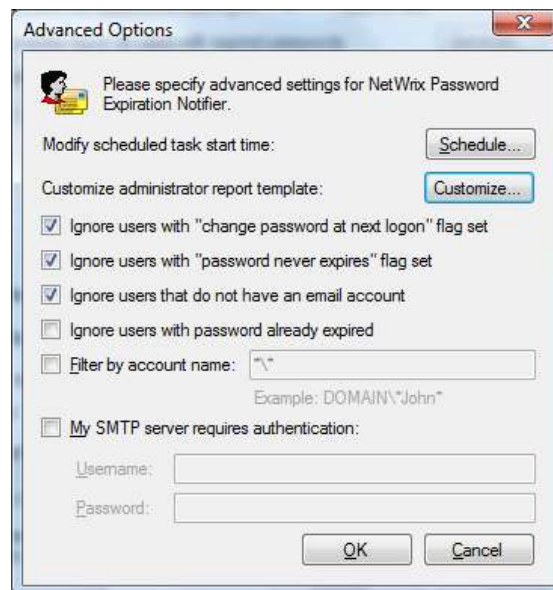 Advanced Options
Please specify advanced settings for NetWrix Password
Expiration Notifier.
Modify scheduled task start time:
Schedule...
Customize administrator report template:
Customize...
Ignore users with "change password at next logon" flag set
Ignore users with "password never expires" flag set
Ignore users that do not have an email account
Ignore users with password already expired
Filter by account name:
*\*
Example: DOMAIN\*John*
My SMTP server requires authentication:
Username:
Password:
OK
Cancel